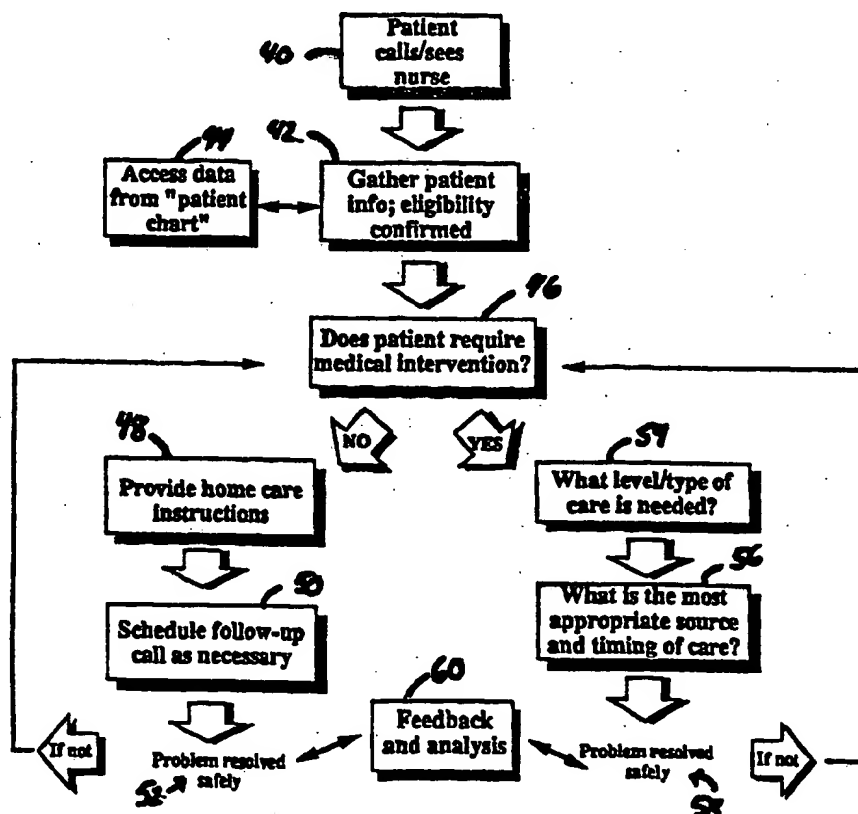 Patient
calls/sees
nurse
40
44
42
Access data
from "patient
chart"
Gather patient
info; eligibility
confirmed
46
Does patient require
medical intervention?
48
NO
YES
54
Provide home care
instructions
What level/type of
care is needed?
50
56
Schedule follow-up
call as necessary
What is the most
appropriate source
and timing of care?
60
Feedback
and analysis
If not
Problem resolved
safely
52
Problem resolved
safely
58
If not